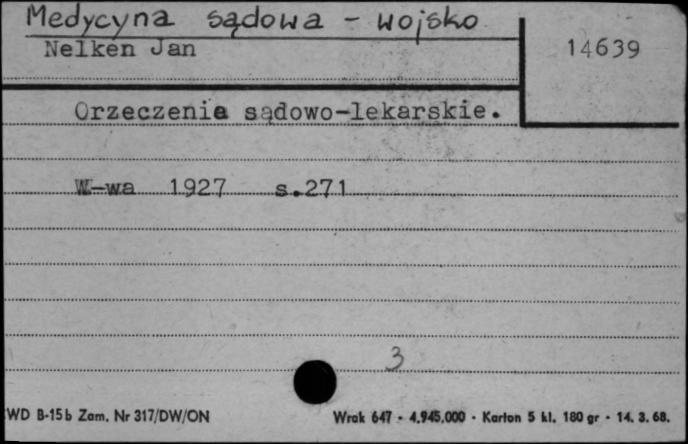 Medycyna sądowa - wojsko
Nelken Jan
14639
Orzeczenia sądowo-lekarskie.
W-wa 1927 s.271
3
WD B-15b Zam. Nr 317/DW/ON
Wrak 647 - 4.945.000 - Karton 5 kl. 180 gr - 14. 3. 68.